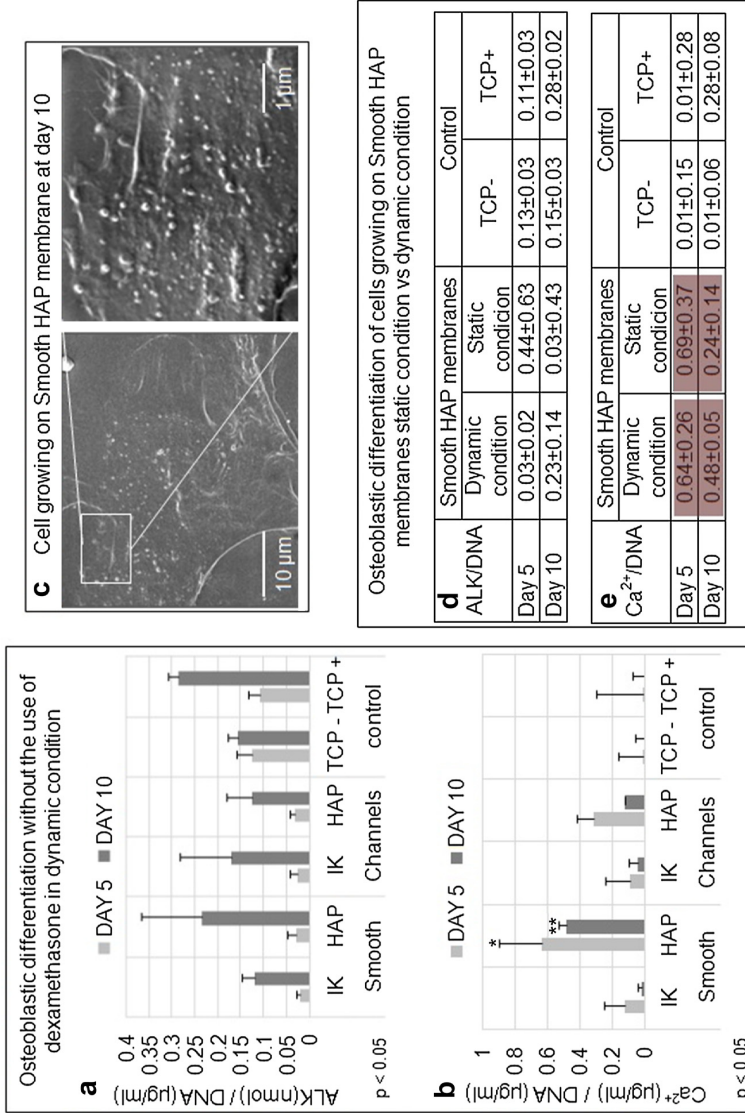 Osteoblastic differentiation without the use of
dexamethasone in dynamic condition
DAY 5 DAY 10
a
ALK(nmol) / DNA(µg/ml)
0.4
0.35
0.3
0.25
0.2
0.15
0.1
0.05
0
IK HAP IK HAP TCP - TCP +
Smooth Channels control
p < 0.05
DAY 5 DAY 10
b
Ca²⁺(µg/ml) / DNA(µg/ml)
1
0.8
0.6
0.4
0.2
0
* **
IK HAP IK HAP TCP - TCP +
Smooth Channels control
p < 0.05
c Cell growing on Smooth HAP membrane at day 10
10 µm
1 µm
Osteoblastic differentiation of cells growing on Smooth HAP
membranes static condition vs dynamic condition
d Smooth HAP membranes Control
ALK/DNA Dynamic condition Static condicion TCP- TCP+
Day 5 0.03±0.02 0.44±0.63 0.13±0.03 0.11±0.03
Day 10 0.23±0.14 0.03±0.43 0.15±0.03 0.28±0.02
e Smooth HAP membranes Control
Ca²⁺/DNA Dynamic condition Static condicion TCP- TCP+
Day 5 0.64±0.26 0.69±0.37 0.01±0.15 0.01±0.28
Day 10 0.48±0.05 0.24±0.14 0.01±0.06 0.28±0.08